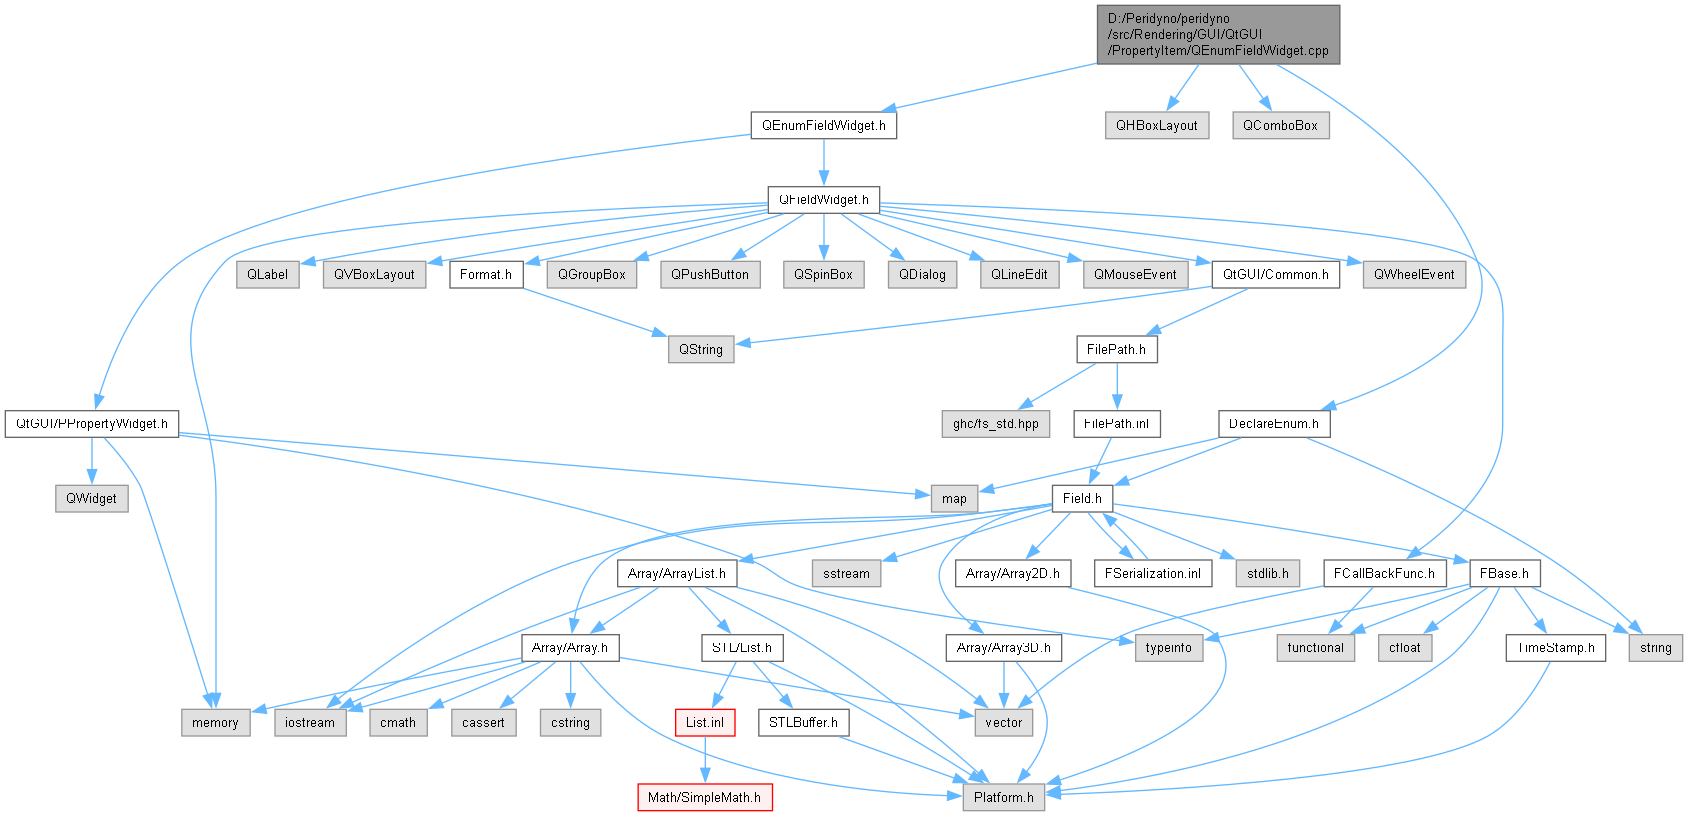 D:/Peridyno/peridyno
/src/Rendering/GUI/QtGUI
/PropertyItem/QEnumFieldWidget.cpp
QEnumFieldWidget.h
QHBoxLayout
QComboBox
QFieldWidget.h
QLabel
QVBoxLayout
Format.h
QGroupBox
QPushButton
QSpinBox
QDialog
QLineEdit
QMouseEvent
QtGUI/Common.h
QWheelEvent
QString
FilePath.h
QtGUI/PPropertyWidget.h
ghc/fs_std.hpp
FilePath.inl
DeclareEnum.h
QWidget
map
Field.h
Array/ArrayList.h
sstream
Array/Array2D.h
FSerialization.inl
stdlib.h
FCallBackFunc.h
FBase.h
Array/Array.h
STL/List.h
Array/Array3D.h
typeinfo
functional
cfloat
TimeStamp.h
string
memory
iostream
cmath
cassert
cstring
List.inl
STLBuffer.h
vector
Math/SimpleMath.h
Platform.h